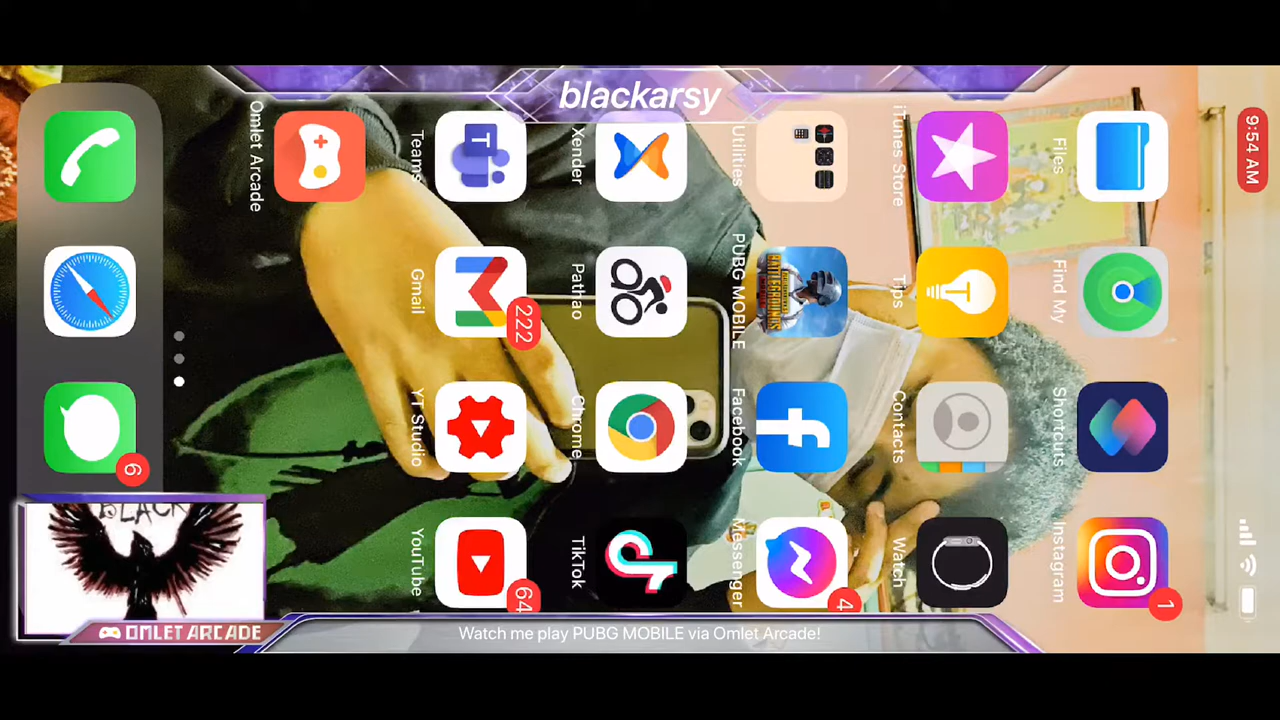 blackarsy
9:54 AM
Files
Find My
Shortcuts
Instagram
1
iTunes Store
Tips
Contacts
Watch
Utilities
PUBG MOBILE
Facebook
Messenger
4
BATTLEGROUNDS
Xender
Pathao
Chrome
TikTok
Teams
T
Gmail
222
YT Studio
YouTube
64
Omlet Arcade
6
BLACK
OMLET ARCADE
Watch me play PUBG MOBILE via Omlet Arcade!